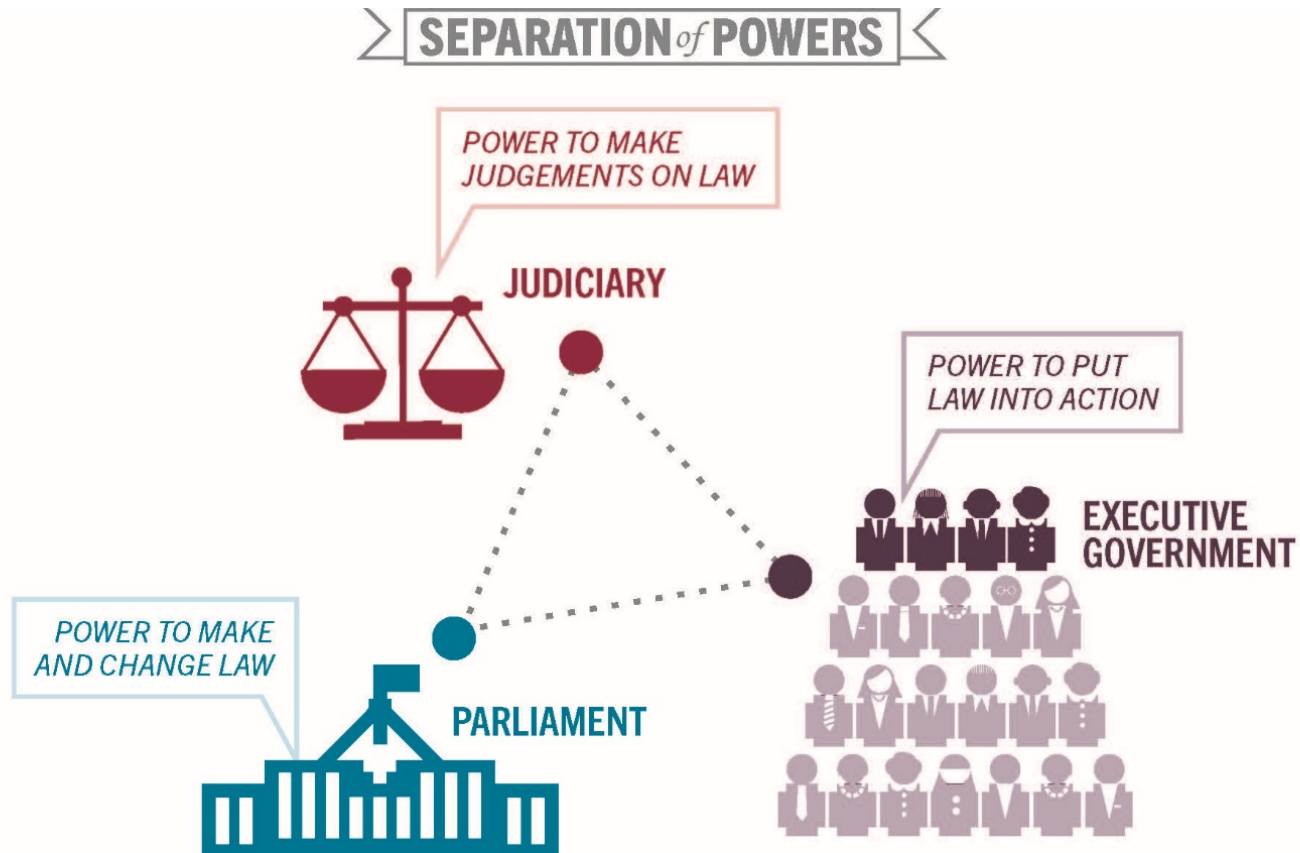 SEPARATION of POWERS
POWER TO MAKE
JUDGEMENTS ON LAW
JUDICIARY
POWER TO PUT
LAW INTO ACTION
EXECUTIVE
GOVERNMENT
POWER TO MAKE
AND CHANGE LAW
PARLIAMENT